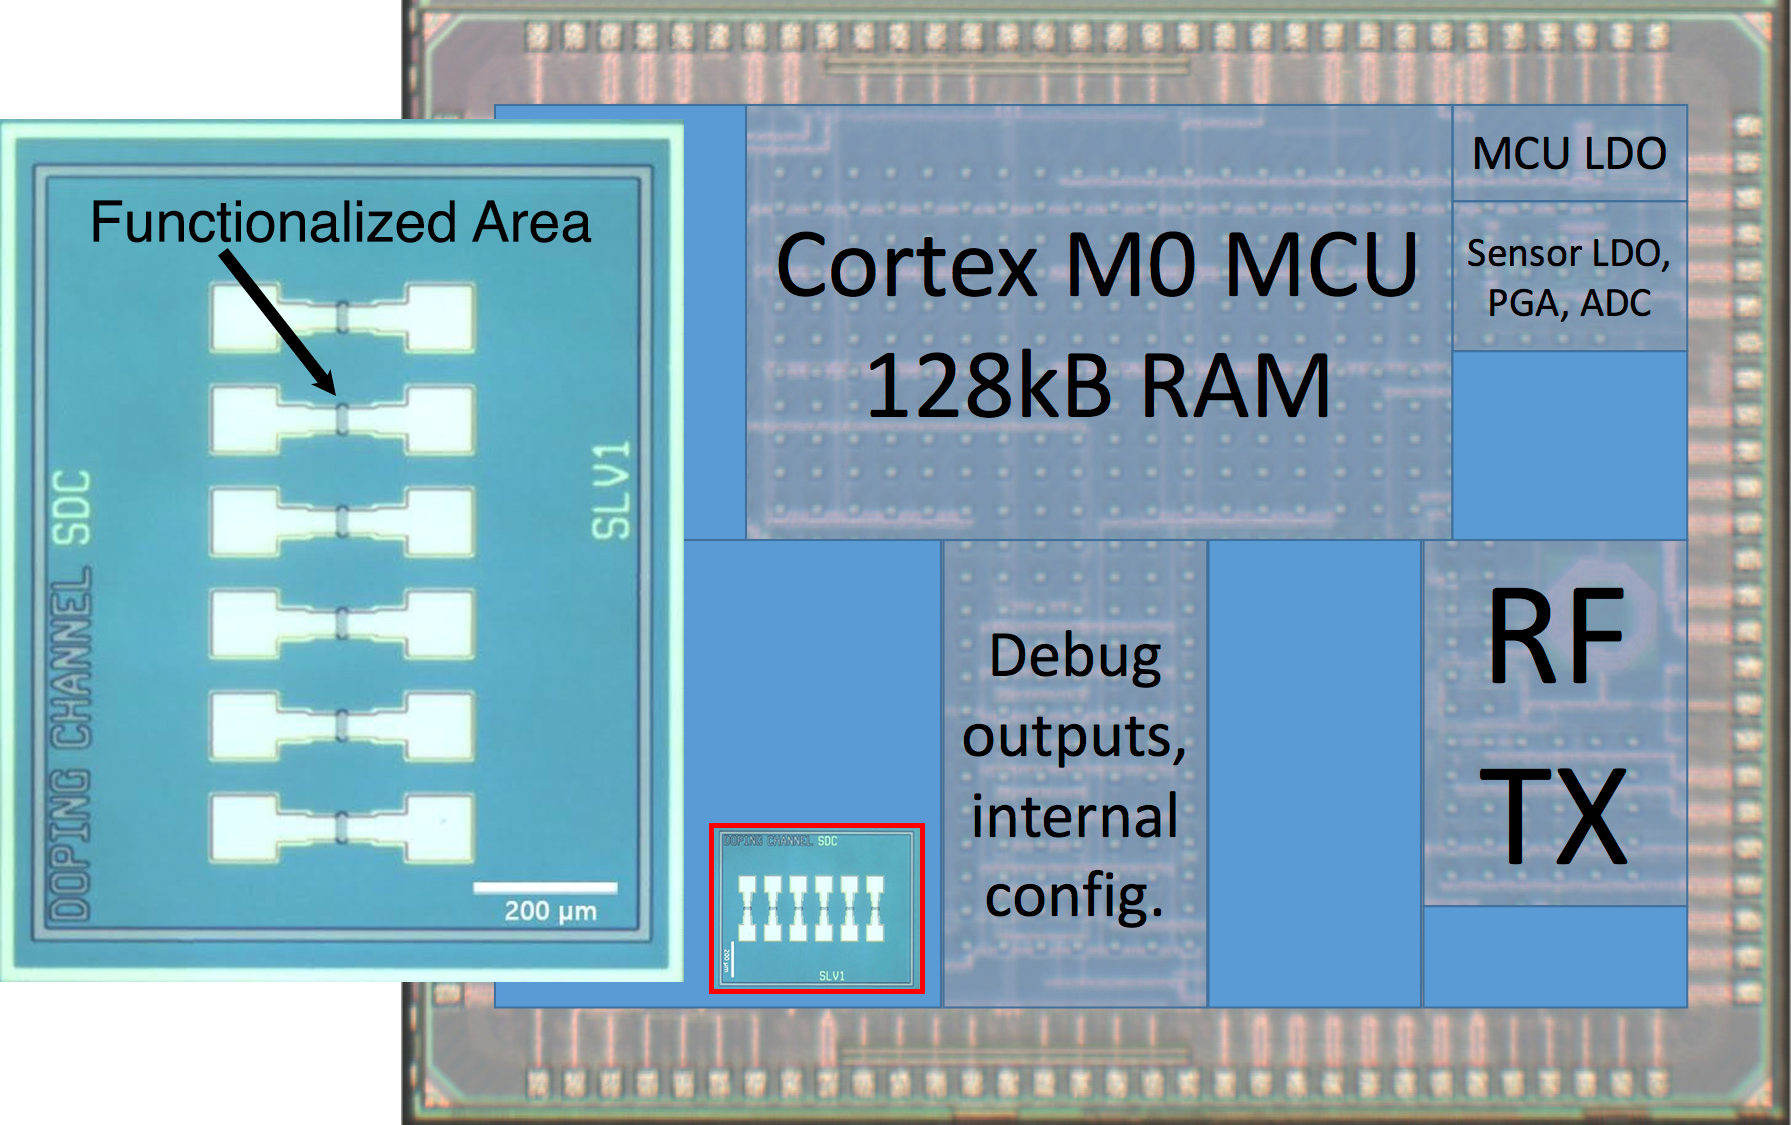 Functionalized Area
DOPING CHANNEL SDC
SLV1
200 µm
Cortex M0 MCU
128kB RAM
MCU LDO
Sensor LDO,
PGA, ADC
Debug
outputs,
internal
config.
RF
TX
DOPING CHANNEL SDC
200 µm
SLV1